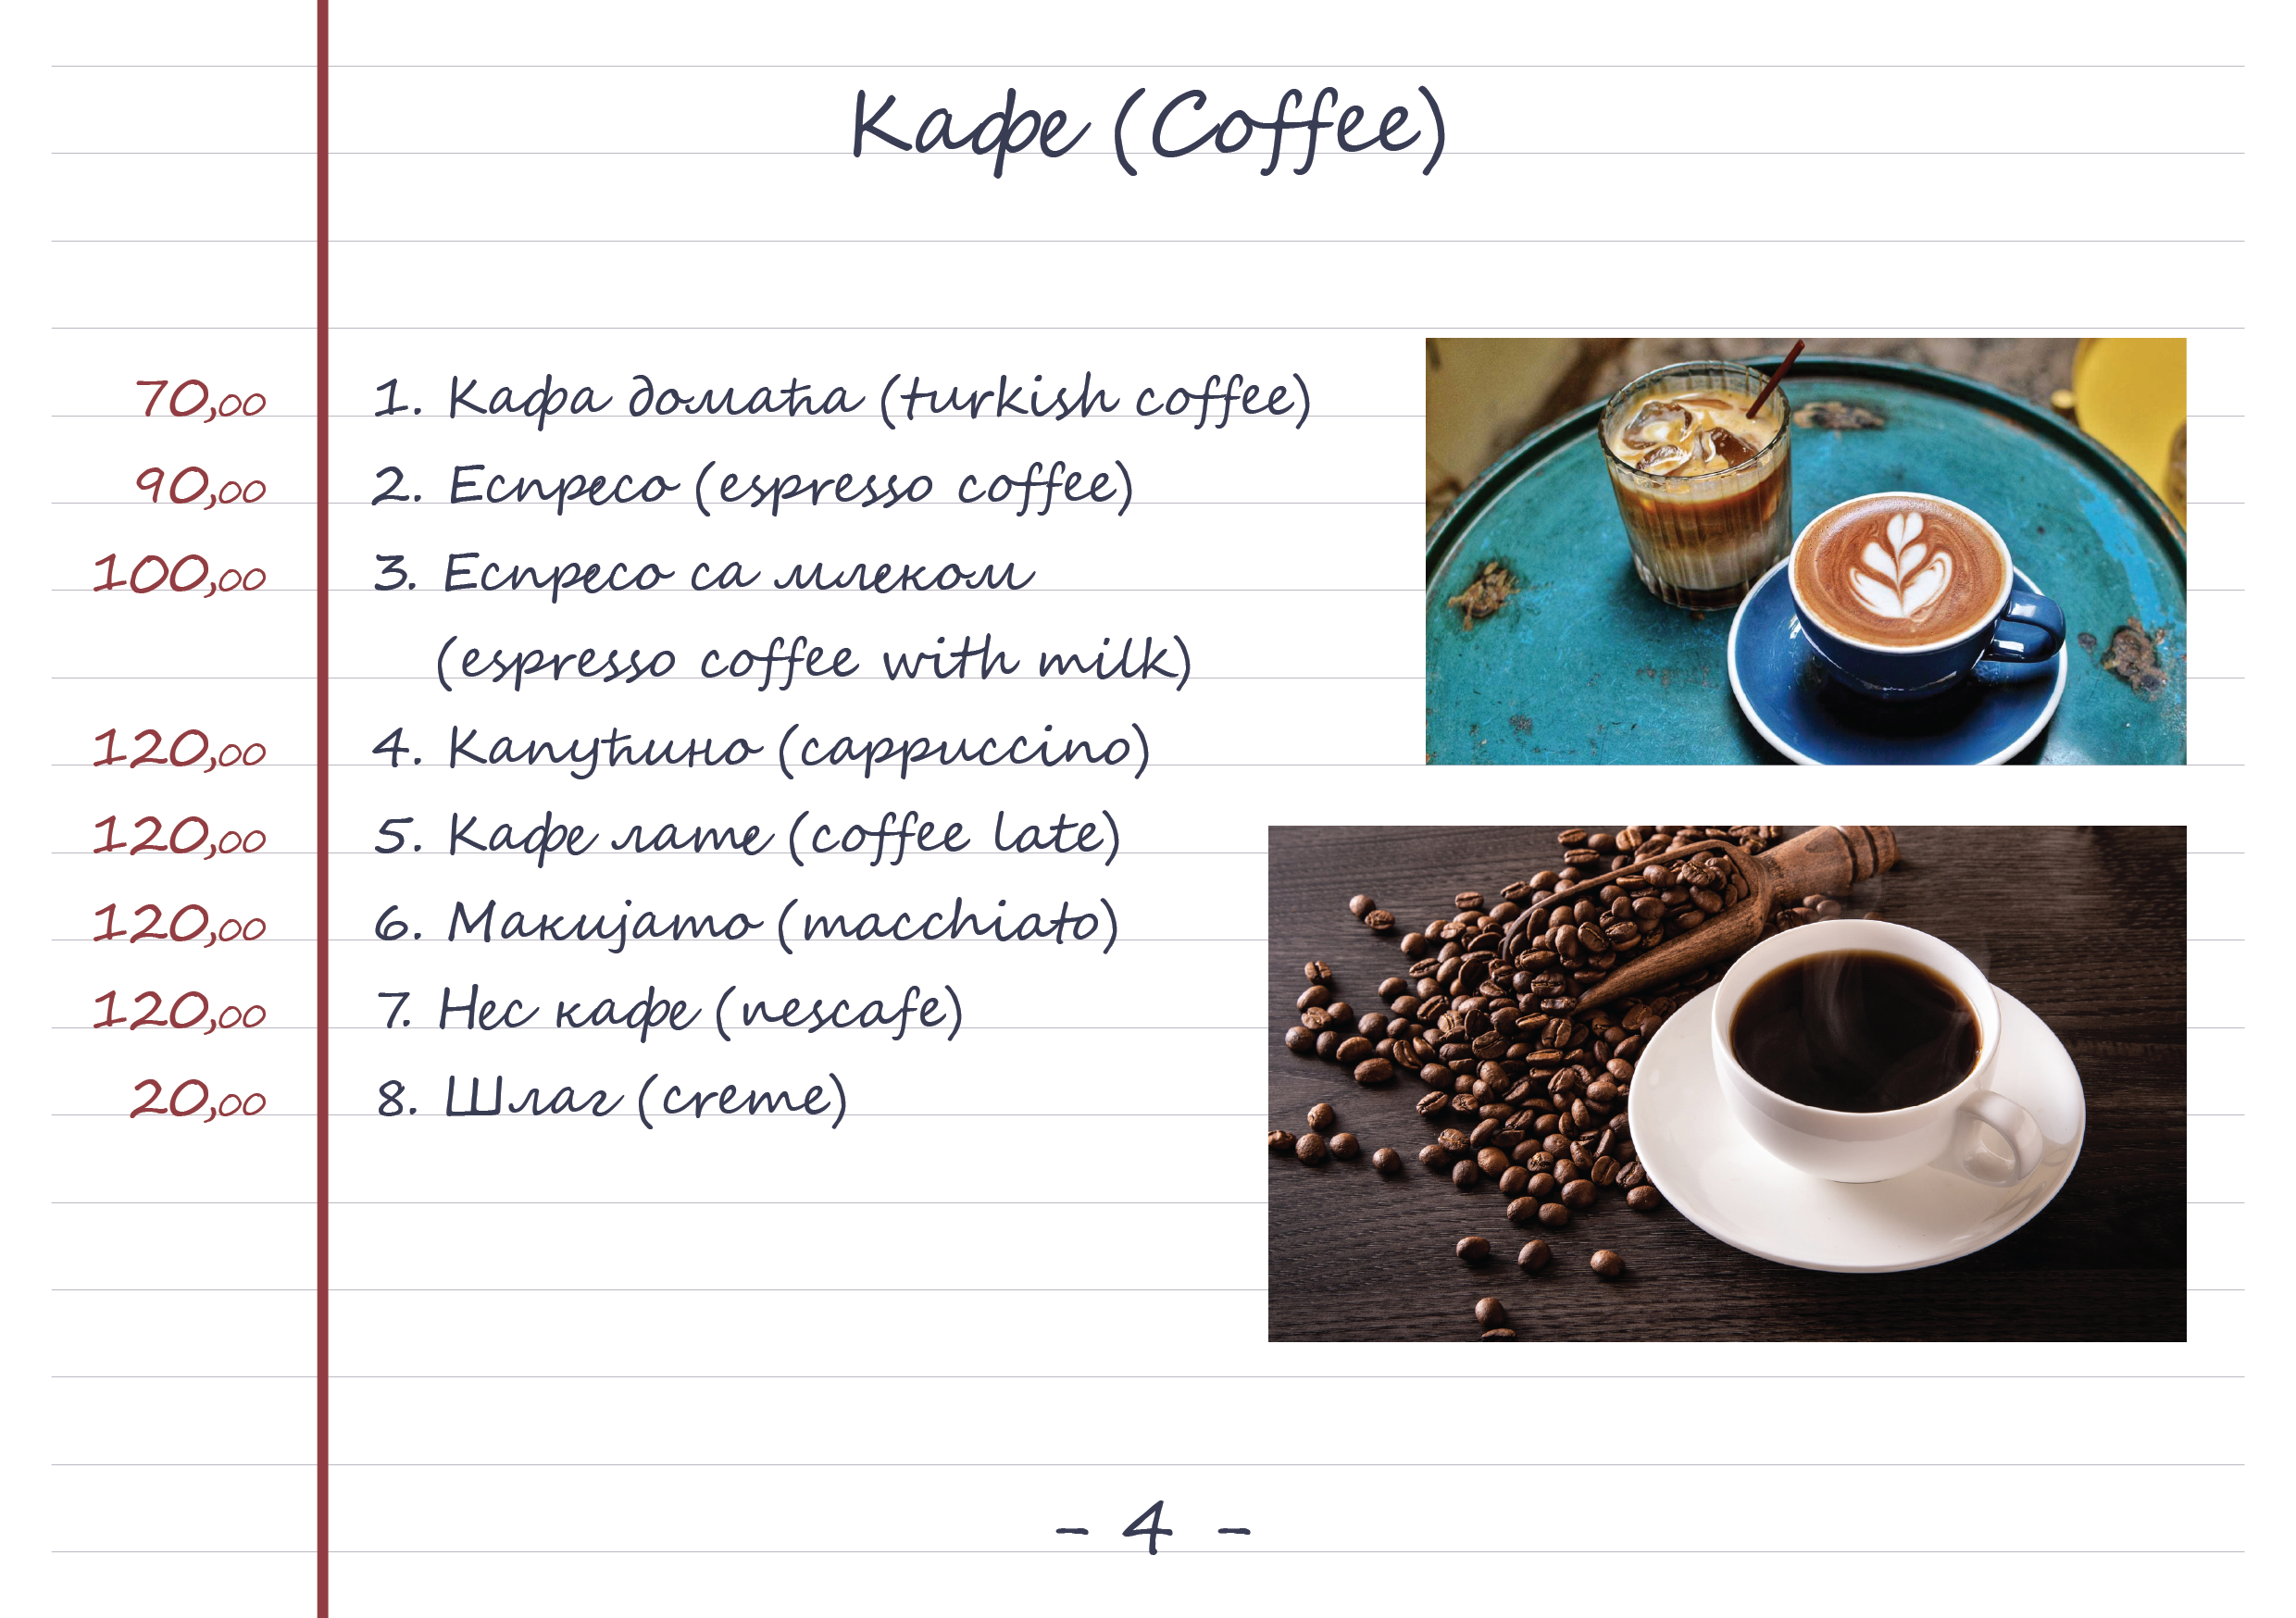 Кафе (Coffee)
70,00 1. Кафа домаћа (turkish coffee)
90,00 2. Еспресо (espresso coffee)
100,00 3. Еспресо са млеком
(espresso coffee with milk)
120,00 4. Капућино (cappuccino)
120,00 5. Кафе лате (coffee late)
120,00 6. Макијато (macchiato)
120,00 7. Нес кафе (nescafe)
20,00 8. Шлаг (creme)
- 4 -